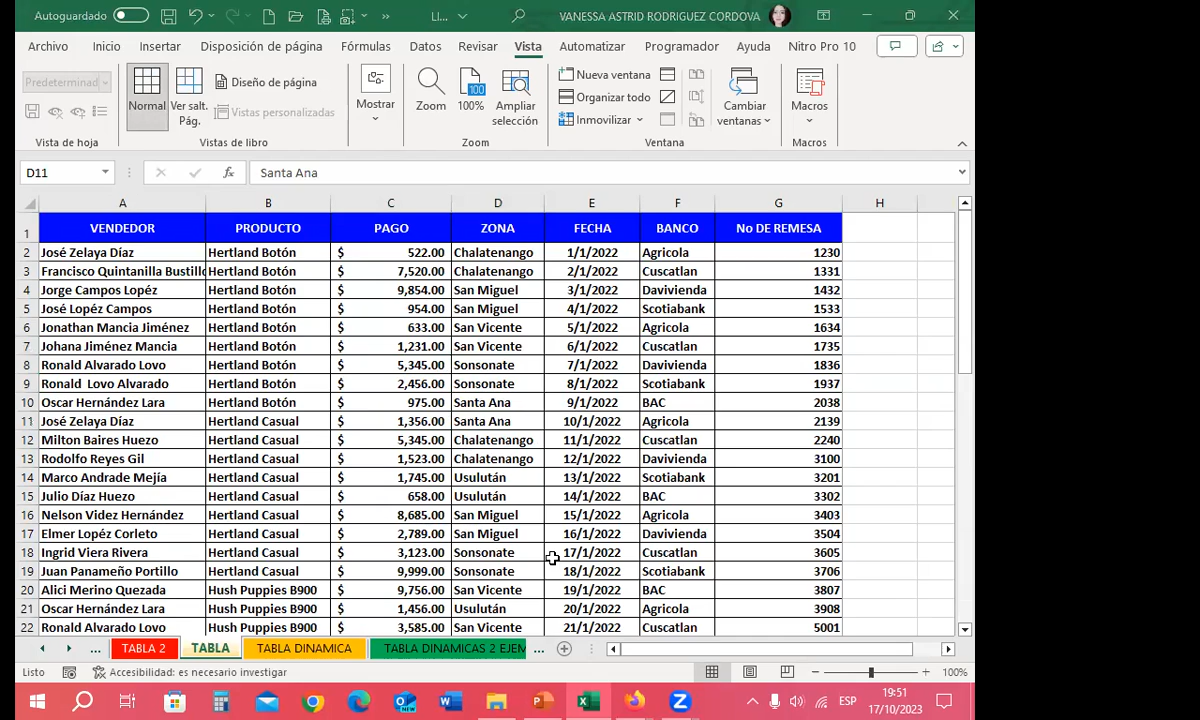 Autoguardado LI... VANESSA ASTRID RODRIGUEZ CORDOVA
Archivo Inicio Insertar Disposición de página Fórmulas Datos Revisar Vista Automatizar Programador Ayuda Nitro Pro 10
Predeterminad Normal Ver salt. Pág. Diseño de página Vistas personalizadas Mostrar Zoom 100 100% Ampliar selección Nueva ventana Organizar todo Inmovilizar Cambiar ventanas Macros
Vista de hoja Vistas de libro Zoom Ventana Macros
D11 fx Santa Ana
A B C D E F G H
1 VENDEDOR PRODUCTO PAGO ZONA FECHA BANCO No DE REMESA
2 José Zelaya Díaz Hertland Botón $ 522.00 Chalatenango 1/1/2022 Agricola 1230
3 Francisco Quintanilla Bustillo Hertland Botón $ 7,520.00 Chalatenango 2/1/2022 Cuscatlan 1331
4 Jorge Campos Lopéz Hertland Botón $ 9,854.00 San Miguel 3/1/2022 Davivienda 1432
5 José Lopéz Campos Hertland Botón $ 954.00 San Miguel 4/1/2022 Scotiabank 1533
6 Jonathan Mancia Jiménez Hertland Botón $ 633.00 San Vicente 5/1/2022 Agricola 1634
7 Johana Jiménez Mancia Hertland Botón $ 1,231.00 San Vicente 6/1/2022 Cuscatlan 1735
8 Ronald Alvarado Lovo Hertland Botón $ 5,345.00 Sonsonate 7/1/2022 Davivienda 1836
9 Ronald Lovo Alvarado Hertland Botón $ 2,456.00 Sonsonate 8/1/2022 Scotiabank 1937
10 Oscar Hernández Lara Hertland Botón $ 975.00 Santa Ana 9/1/2022 BAC 2038
11 José Zelaya Díaz Hertland Casual $ 1,356.00 Santa Ana 10/1/2022 Agricola 2139
12 Milton Baires Huezo Hertland Casual $ 5,345.00 Chalatenango 11/1/2022 Cuscatlan 2240
13 Rodolfo Reyes Gil Hertland Casual $ 1,523.00 Chalatenango 12/1/2022 Davivienda 3100
14 Marco Andrade Mejía Hertland Casual $ 1,745.00 Usulután 13/1/2022 Scotiabank 3201
15 Julio Díaz Huezo Hertland Casual $ 658.00 Usulután 14/1/2022 BAC 3302
16 Nelson Videz Hernández Hertland Casual $ 8,685.00 San Miguel 15/1/2022 Agricola 3403
17 Elmer Lopéz Corleto Hertland Casual $ 2,789.00 San Miguel 16/1/2022 Davivienda 3504
18 Ingrid Viera Rivera Hertland Casual $ 3,123.00 Sonsonate 17/1/2022 Cuscatlan 3605
19 Juan Panameño Portillo Hertland Casual $ 9,999.00 Sonsonate 18/1/2022 Scotiabank 3706
20 Alici Merino Quezada Hush Puppies B900 $ 9,756.00 San Vicente 19/1/2022 BAC 3807
21 Oscar Hernández Lara Hush Puppies B900 $ 1,456.00 Usulután 20/1/2022 Agricola 3908
22 Ronald Alvarado Lovo Hush Puppies B900 $ 3,585.00 San Vicente 21/1/2022 Cuscatlan 5001
... TABLA 2 TABLA TABLA DINAMICA TABLA DINAMICAS 2 EJEM ...
Listo Accesibilidad: es necesario investigar 100%
ESP 19:51
17/10/2023